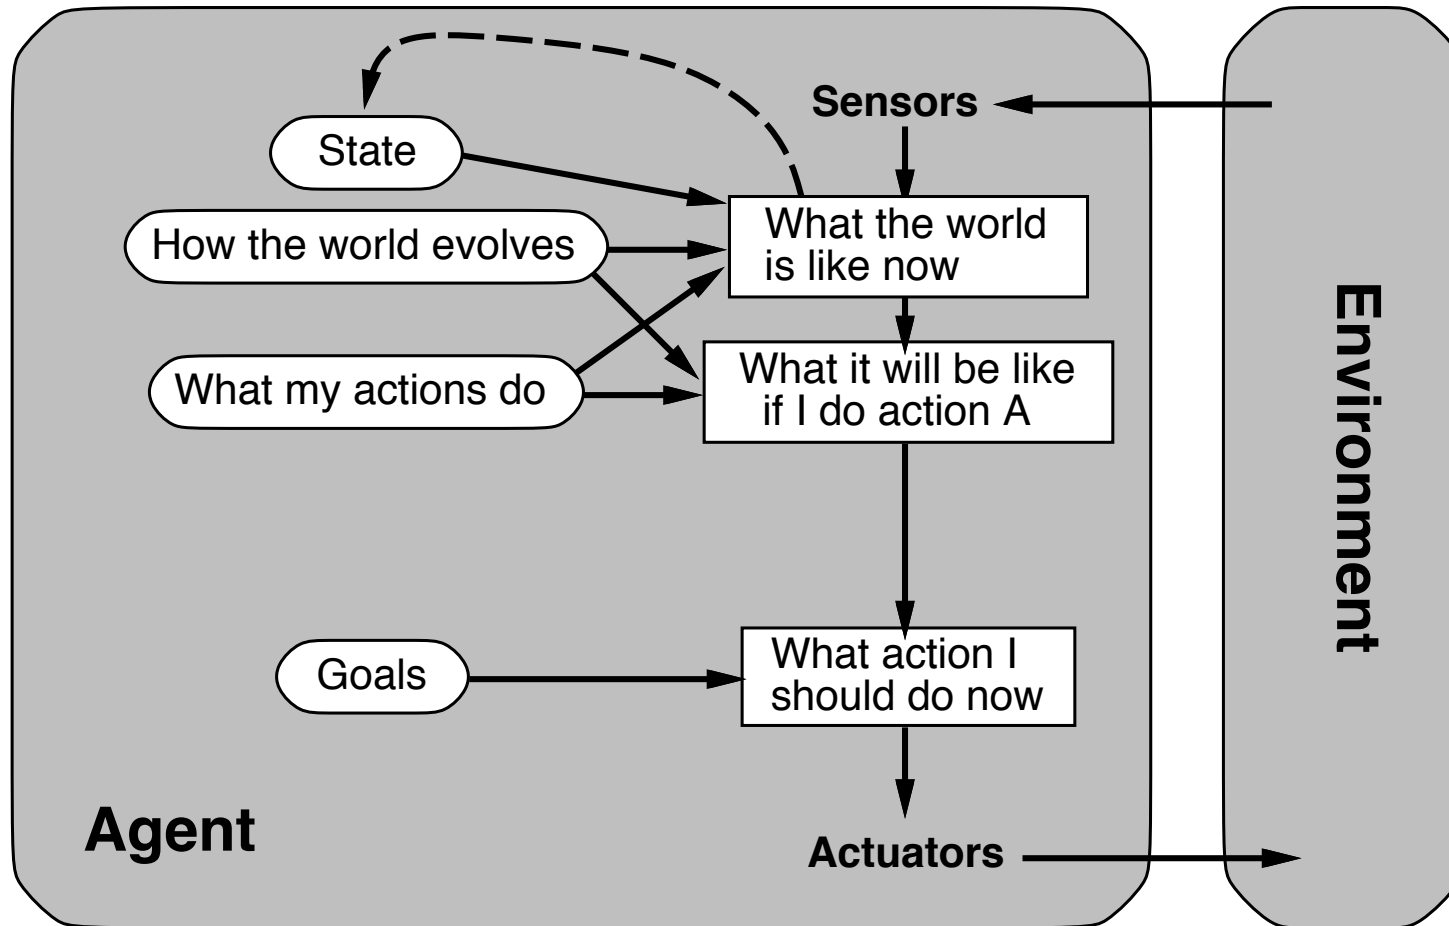 Sensors
State
What the world
is like now
How the world evolves
What it will be like
if I do action A
What my actions do
What action I
should do now
Goals
Agent
Actuators
Environment